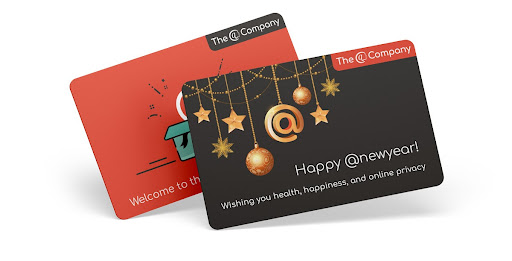 The @ Company
Welcome to th
The @ Company
@
Happy @newyear!
Wishing you health, happiness, and online privacy